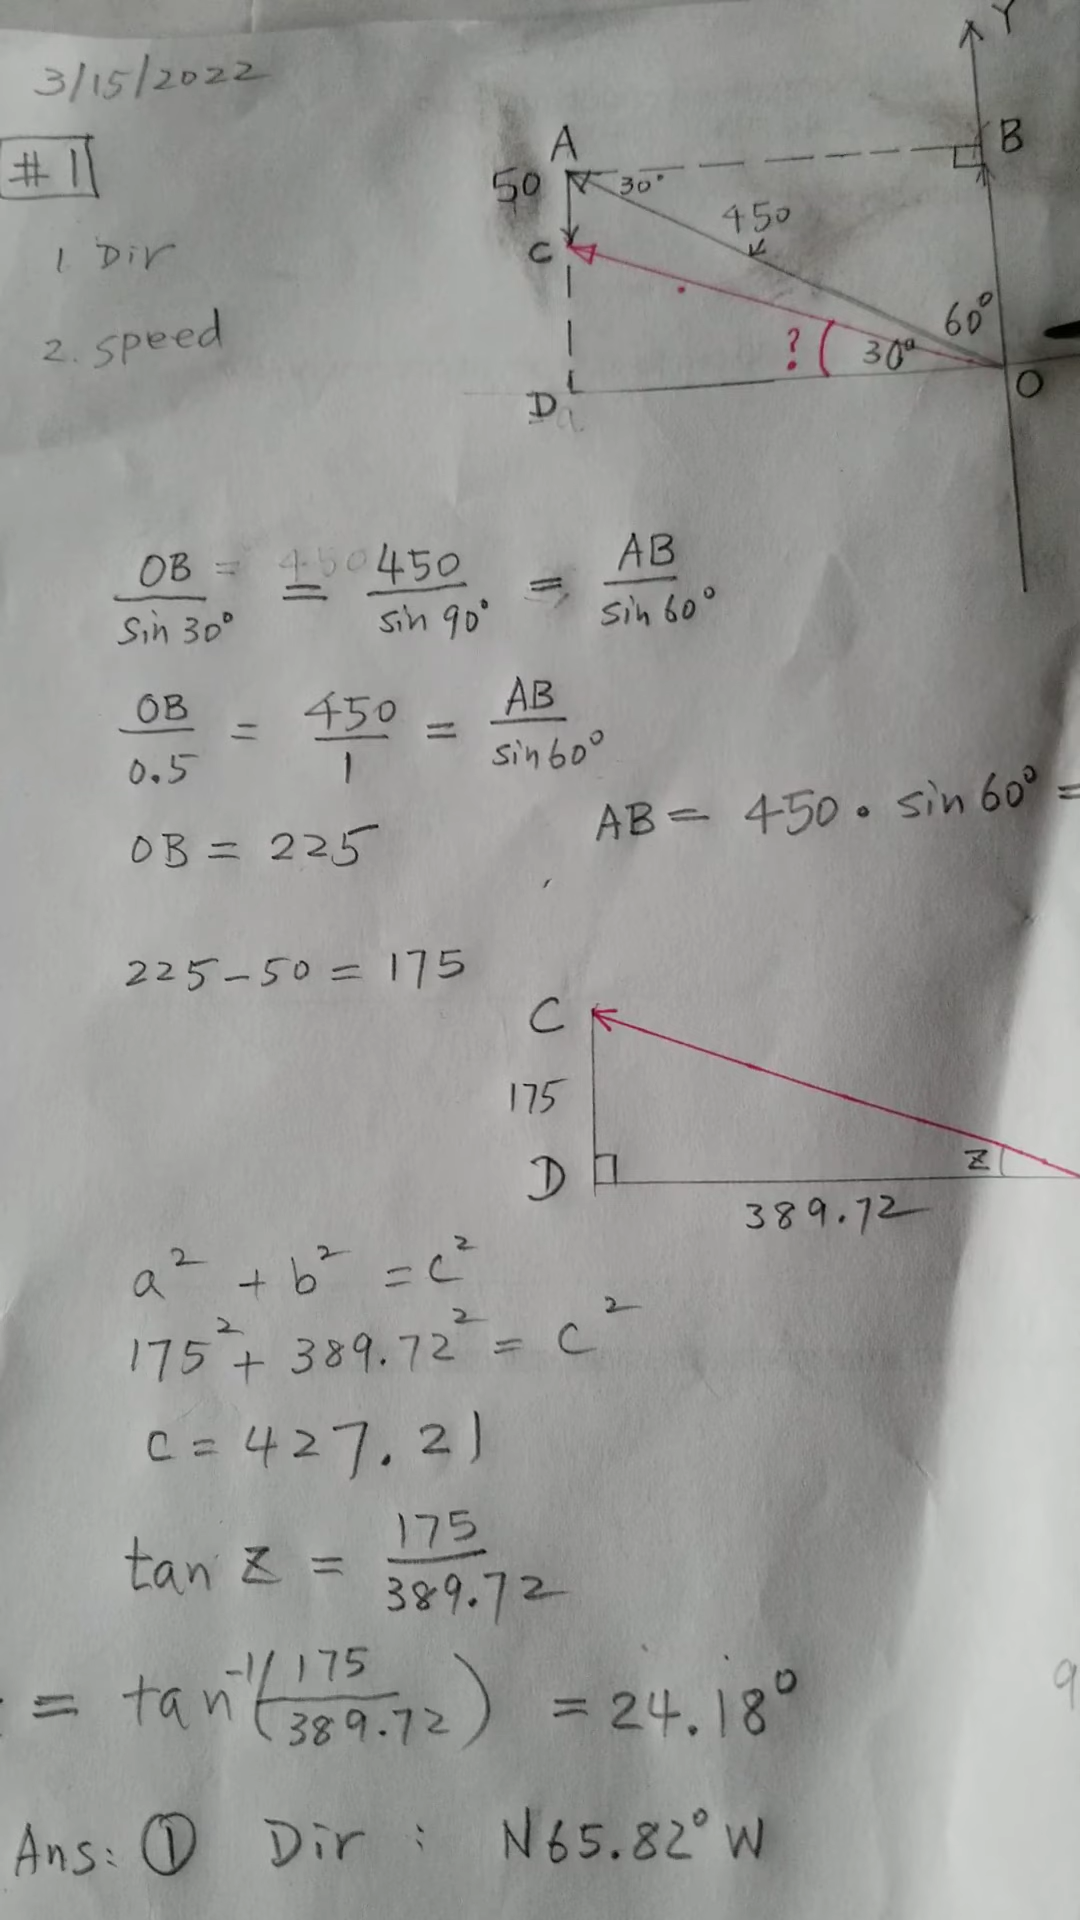 3/15/2022
Y
#1
A
B
50
30°
450
1 Dir
C
60°
2. speed
? 30°
D
O
OB = 450 = AB
sin 30° sin 90° sin 60°
OB = 450 = AB
0.5 1 sin60°
AB = 450 • sin 60° =
OB = 225
225 - 50 = 175
C
175
D
Z
389.72
a² + b² = c²
175² + 389.72² = c²
c = 427.21
tan Z = 175
389.72
= tan⁻¹(175/389.72) = 24.18°
9
Ans: ① Dir : N65.82°W